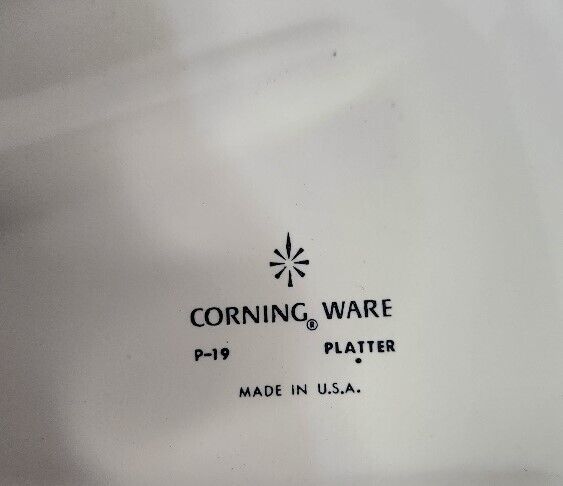 CORNING® WARE
P-19 PLATTER
MADE IN U.S.A.